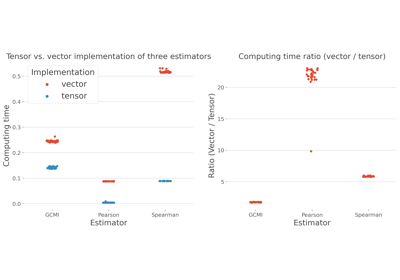 Tensor vs. vector implementation of three estimators
Implementation
vector
tensor
Computing time
0.5
0.4
0.3
0.2
0.1
0.0
GCMI
Pearson
Spearman
Estimator
Computing time ratio (vector / tensor)
Ratio (Vector / Tensor)
20
15
10
5
GCMI
Pearson
Spearman
Estimator